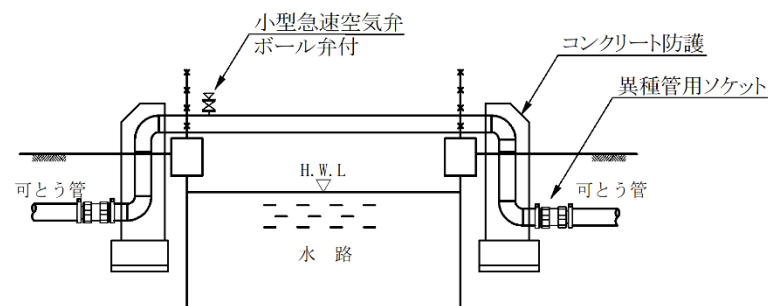 小型急速空気弁
ボール弁付
コンクリート防護
異種管用ソケット
H.W.L
可とう管
可とう管
水 路